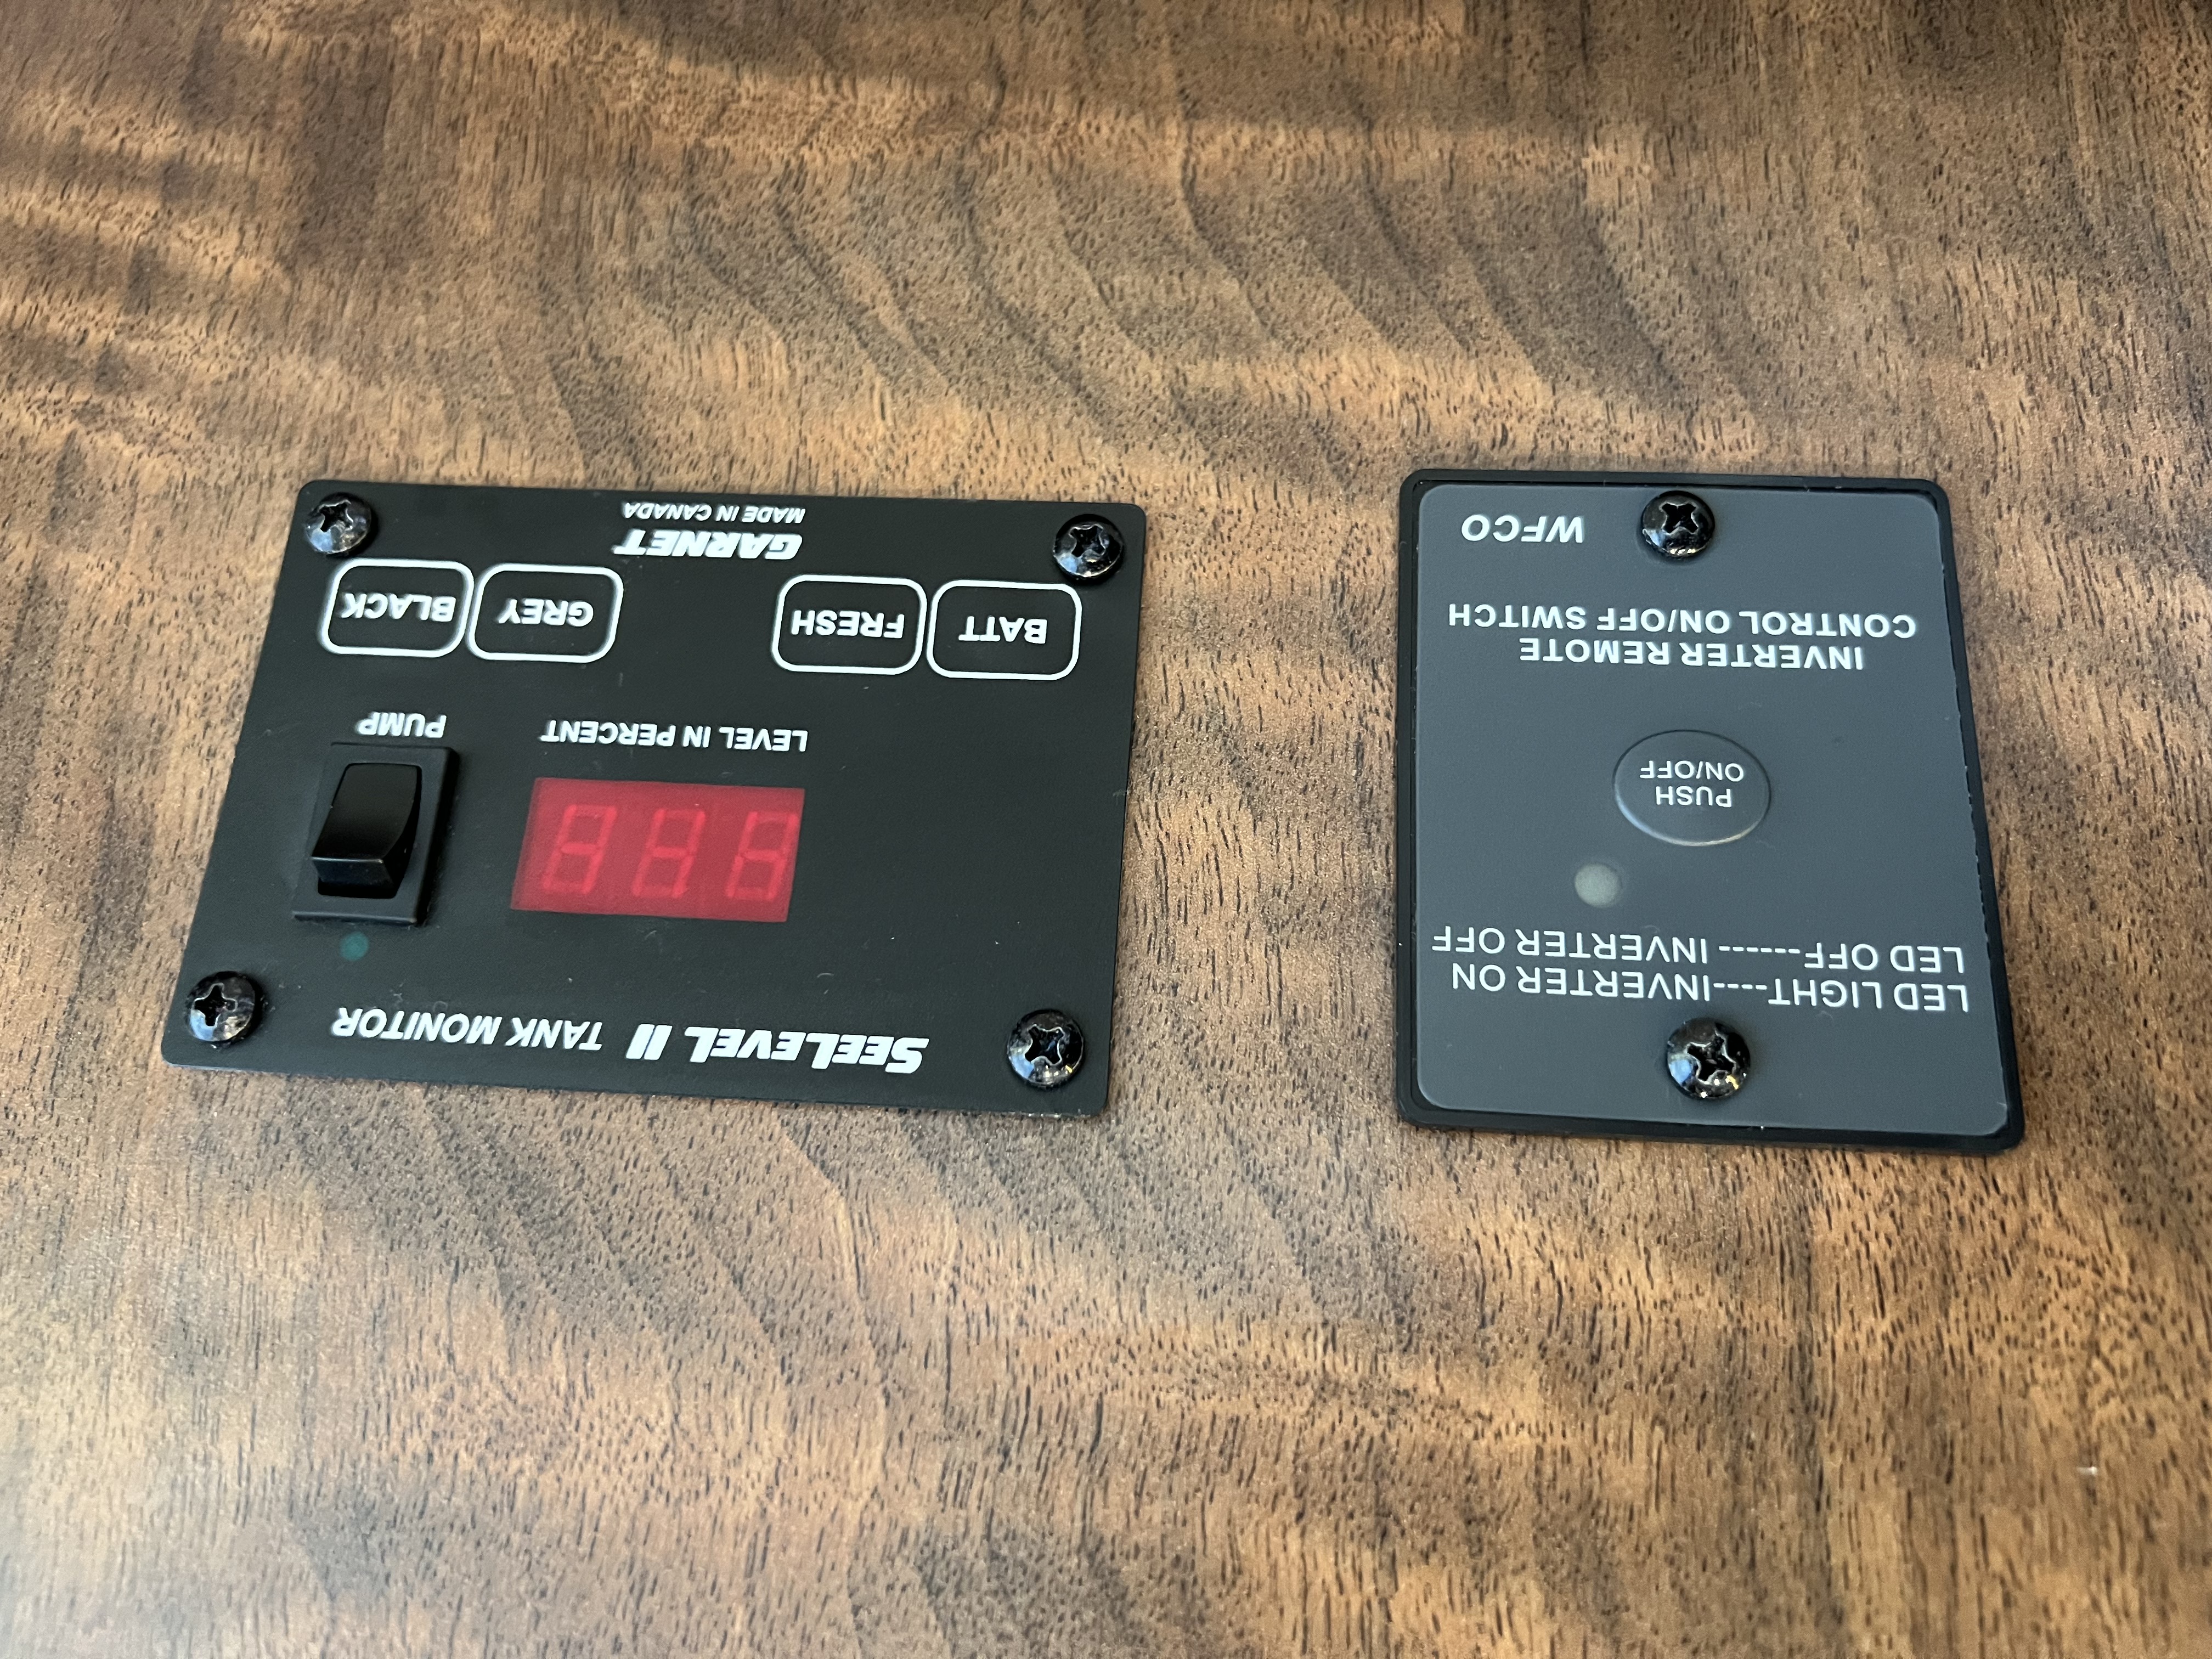 SEELEVEL II TANK MONITOR
LEVEL IN PERCENT
PUMP
BATT
FRESH
GREY
BLACK
GARNET
MADE IN CANADA
LED LIGHT----INVERTER ON
LED OFF------ INVERTER OFF
PUSH
ON/OFF
INVERTER REMOTE
CONTROL ON/OFF SWITCH
WFCO